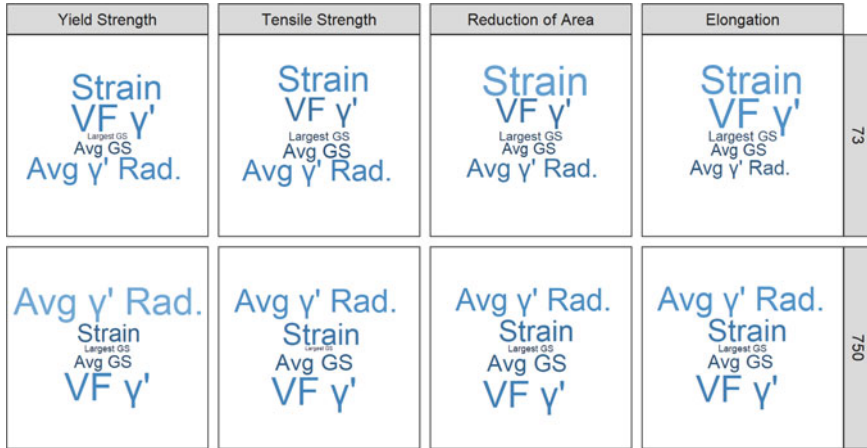 Yield Strength
Tensile Strength
Reduction of Area
Elongation
Strain
VF γ'
Largest GS
Avg GS
Avg γ' Rad.
Strain
VF γ'
Largest GS
Avg GS
Avg γ' Rad.
Strain
VF γ'
Largest GS
Avg GS
Avg γ' Rad.
Strain
VF γ'
Largest GS
Avg GS
Avg γ' Rad.
73
Avg γ' Rad.
Strain
Largest GS
Avg GS
VF γ'
Avg γ' Rad.
Strain
Largest GS
Avg GS
VF γ'
Avg γ' Rad.
Strain
Largest GS
Avg GS
VF γ'
Avg γ' Rad.
Strain
Largest GS
Avg GS
VF γ'
750